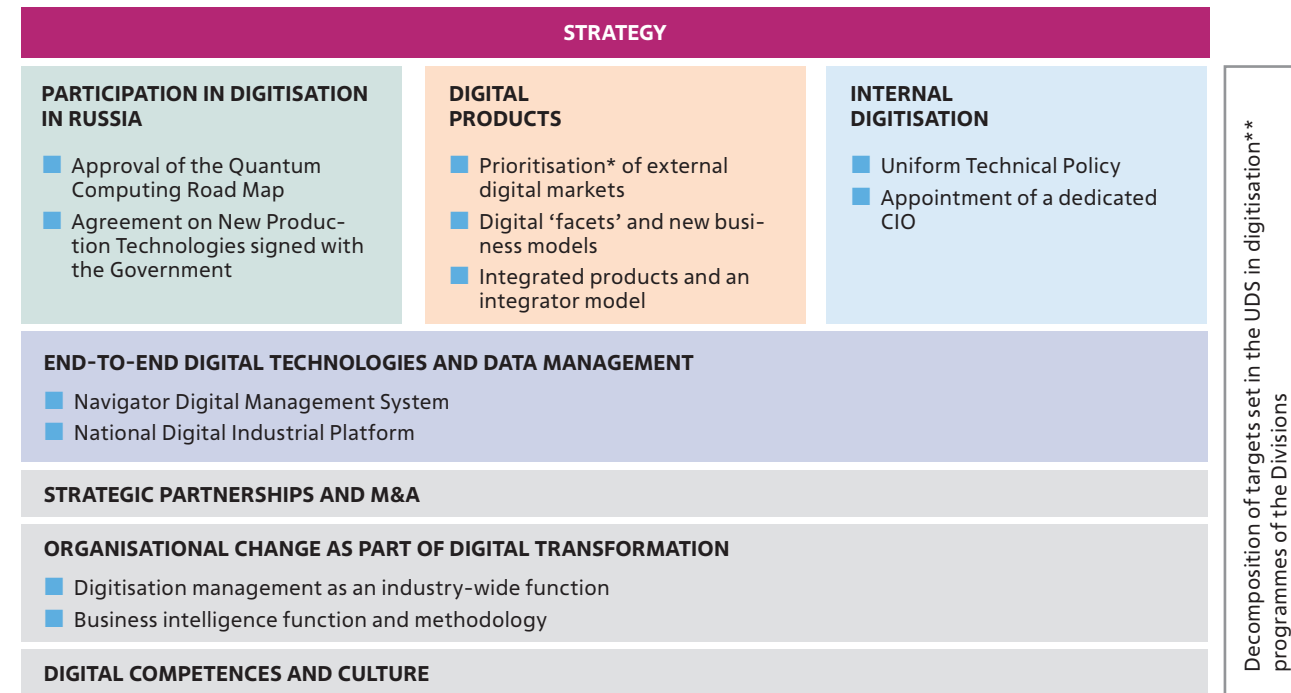 STRATEGY
PARTICIPATION IN DIGITISATION
IN RUSSIA
Approval of the Quantum
Computing Road Map
Agreement on New Produc-
tion Technologies signed with
the Government
DIGITAL
PRODUCTS
Prioritisation* of external
digital markets
Digital ‘facets’ and new busi-
ness models
Integrated products and an
integrator model
INTERNAL
DIGITISATION
Uniform Technical Policy
Appointment of a dedicated
CIO
END-TO-END DIGITAL TECHNOLOGIES AND DATA MANAGEMENT
Navigator Digital Management System
National Digital Industrial Platform
STRATEGIC PARTNERSHIPS AND M&A
ORGANISATIONAL CHANGE AS PART OF DIGITAL TRANSFORMATION
Digitisation management as an industry-wide function
Business intelligence function and methodology
DIGITAL COMPETENCES AND CULTURE
Decomposition of targets set in the UDS in digitisation**
programmes of the Divisions